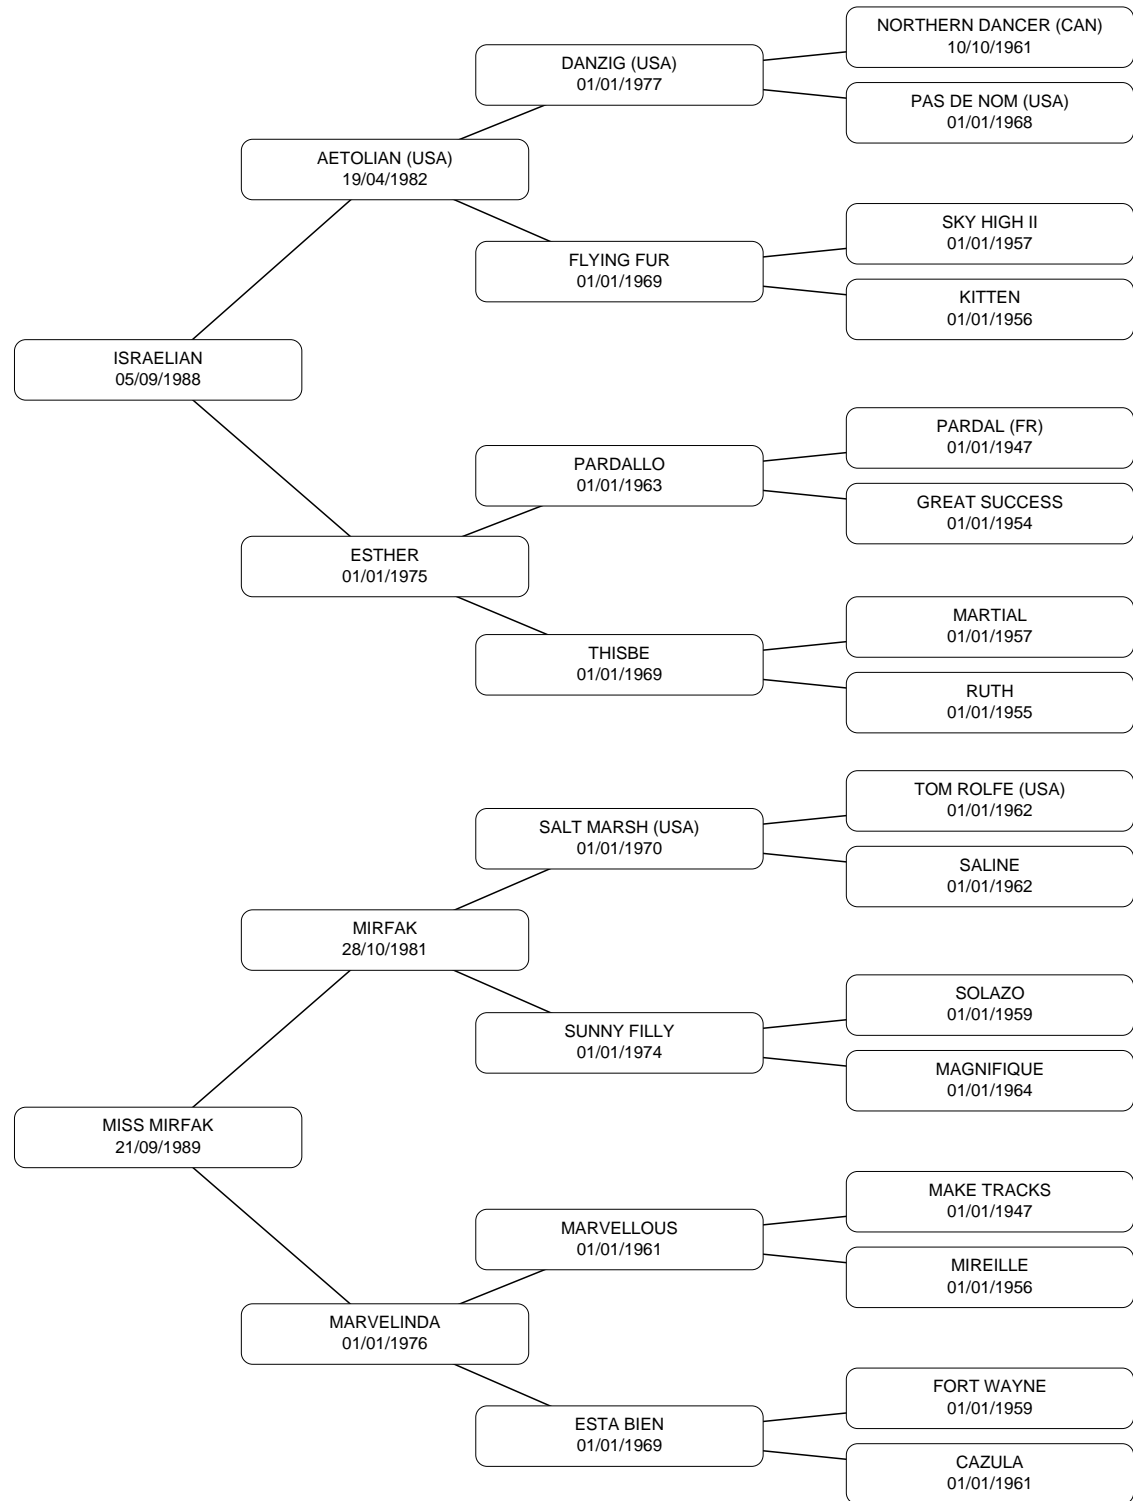 NORTHERN DANCER (CAN)
10/10/1961
DANZIG (USA)
01/01/1977
PAS DE NOM (USA)
01/01/1968
AETOLIAN (USA)
19/04/1982
SKY HIGH II
01/01/1957
FLYING FUR
01/01/1969
KITTEN
01/01/1956
ISRAELIAN
05/09/1988
PARDAL (FR)
01/01/1947
PARDALLO
01/01/1963
GREAT SUCCESS
01/01/1954
ESTHER
01/01/1975
MARTIAL
01/01/1957
THISBE
01/01/1969
RUTH
01/01/1955
TOM ROLFE (USA)
01/01/1962
SALT MARSH (USA)
01/01/1970
SALINE
01/01/1962
MIRFAK
28/10/1981
SOLAZO
01/01/1959
SUNNY FILLY
01/01/1974
MAGNIFIQUE
01/01/1964
MISS MIRFAK
21/09/1989
MAKE TRACKS
01/01/1947
MARVELLOUS
01/01/1961
MIREILLE
01/01/1956
MARVELINDA
01/01/1976
FORT WAYNE
01/01/1959
ESTA BIEN
01/01/1969
CAZULA
01/01/1961